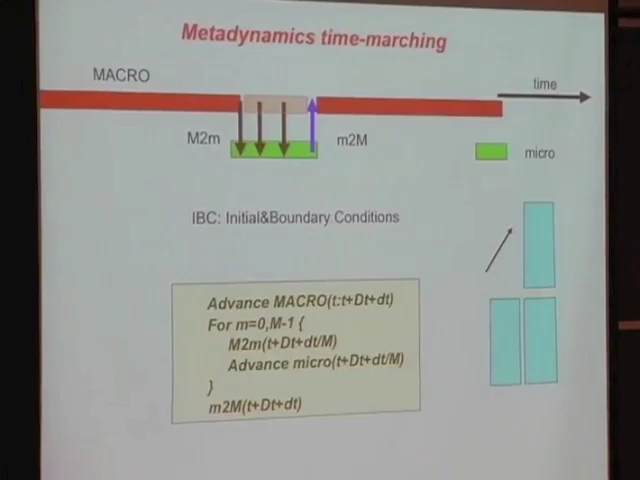 Metadynamics time-marching
MACRO
time
M2m
m2M
micro
IBC: Initial&Boundary Conditions
Advance MACRO(t:t+Dt+dt)
For m=0,M-1 {
M2m(t+Dt+dt/M)
Advance micro(t+Dt+dt/M)
}
m2M(t+Dt+dt)